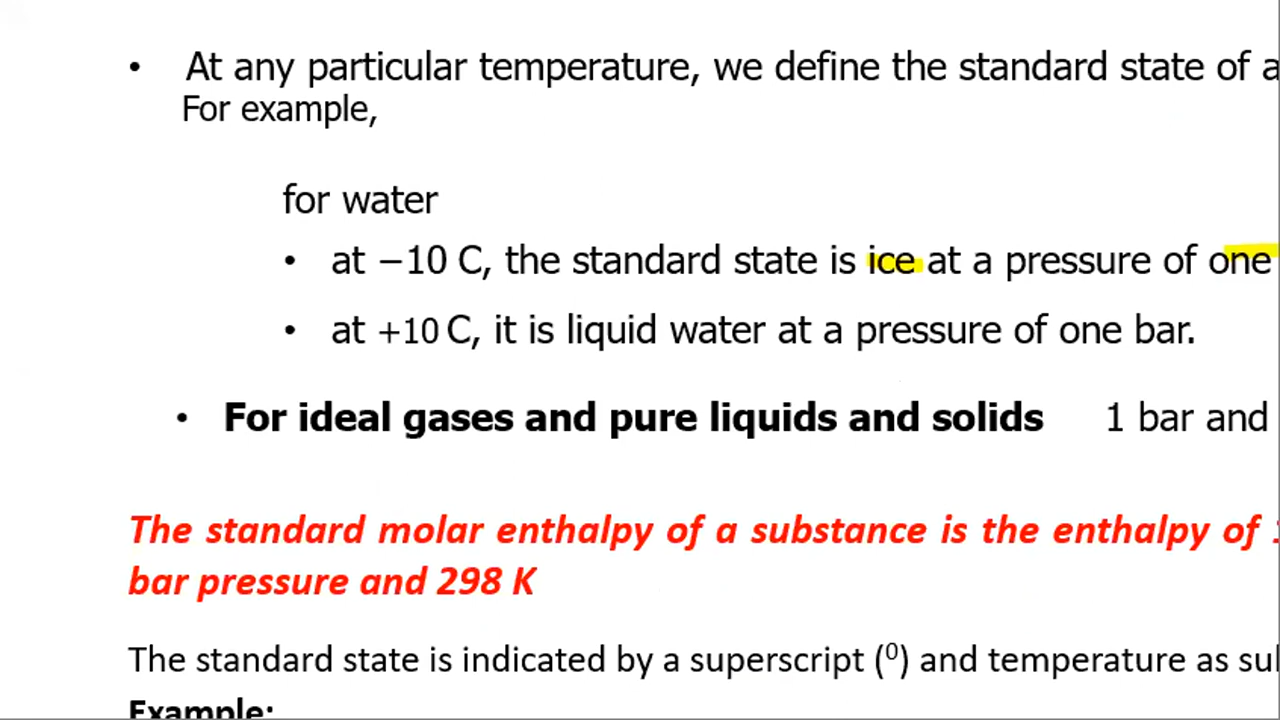 • At any particular temperature, we define the standard state of a
For example,
for water
• at −10 C, the standard state is ice at a pressure of one
• at +10 C, it is liquid water at a pressure of one bar.
• For ideal gases and pure liquids and solids 1 bar and
The standard molar enthalpy of a substance is the enthalpy of 1
bar pressure and 298 K
The standard state is indicated by a superscript (⁰) and temperature as
Example: